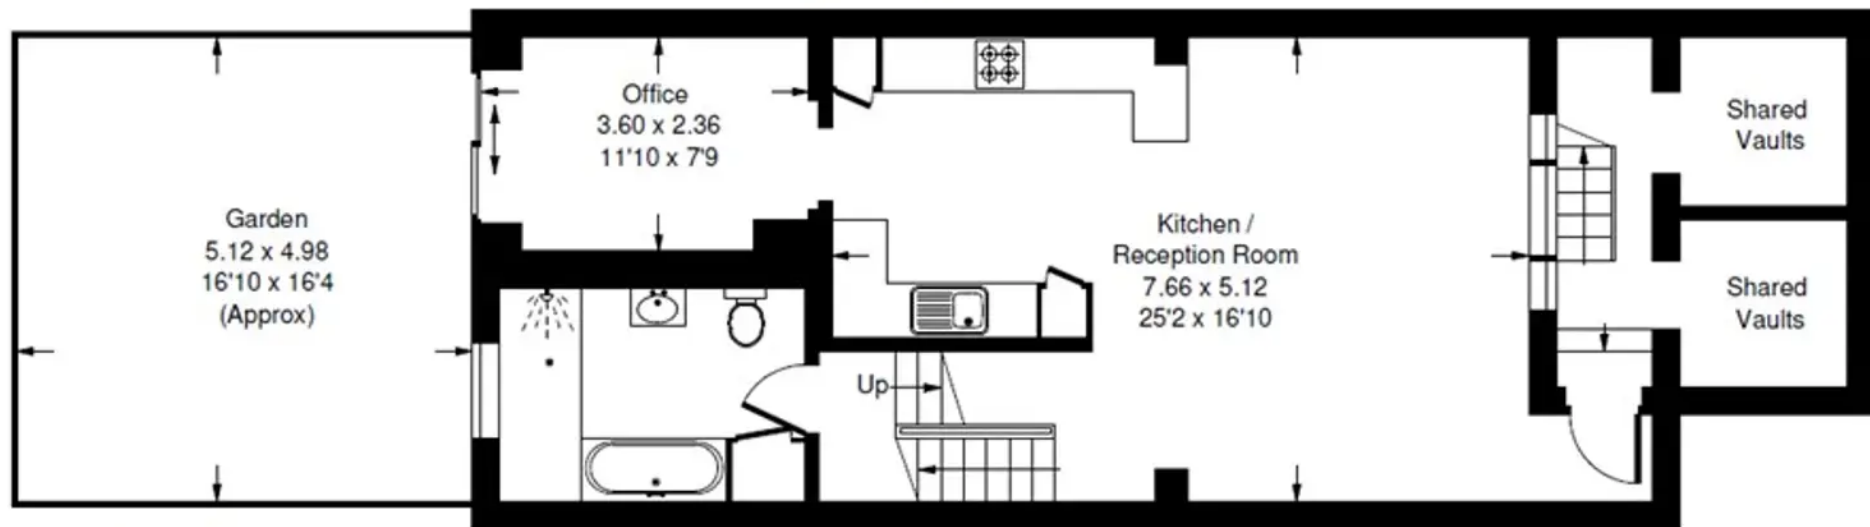 Garden
5.12 x 4.98
16'10 x 16'4
(Approx)
Office
3.60 x 2.36
11'10 x 7'9
Up
Kitchen /
Reception Room
7.66 x 5.12
25'2 x 16'10
Shared
Vaults
Shared
Vaults